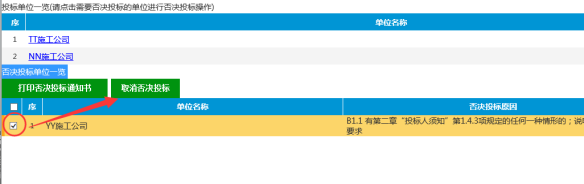 投标单位一览(请点击需要否决投标的单位进行否决投标操作)
序 单位名称
1 TT施工公司
2 NN施工公司
否决投标单位一览
打印否决投标通知书 取消否决投标
序 单位名称 否决投标原因
1 YY施工公司 B1.1 有第二章“投标人须知”第1.4.3项规定的任何一种情形的；说
要求